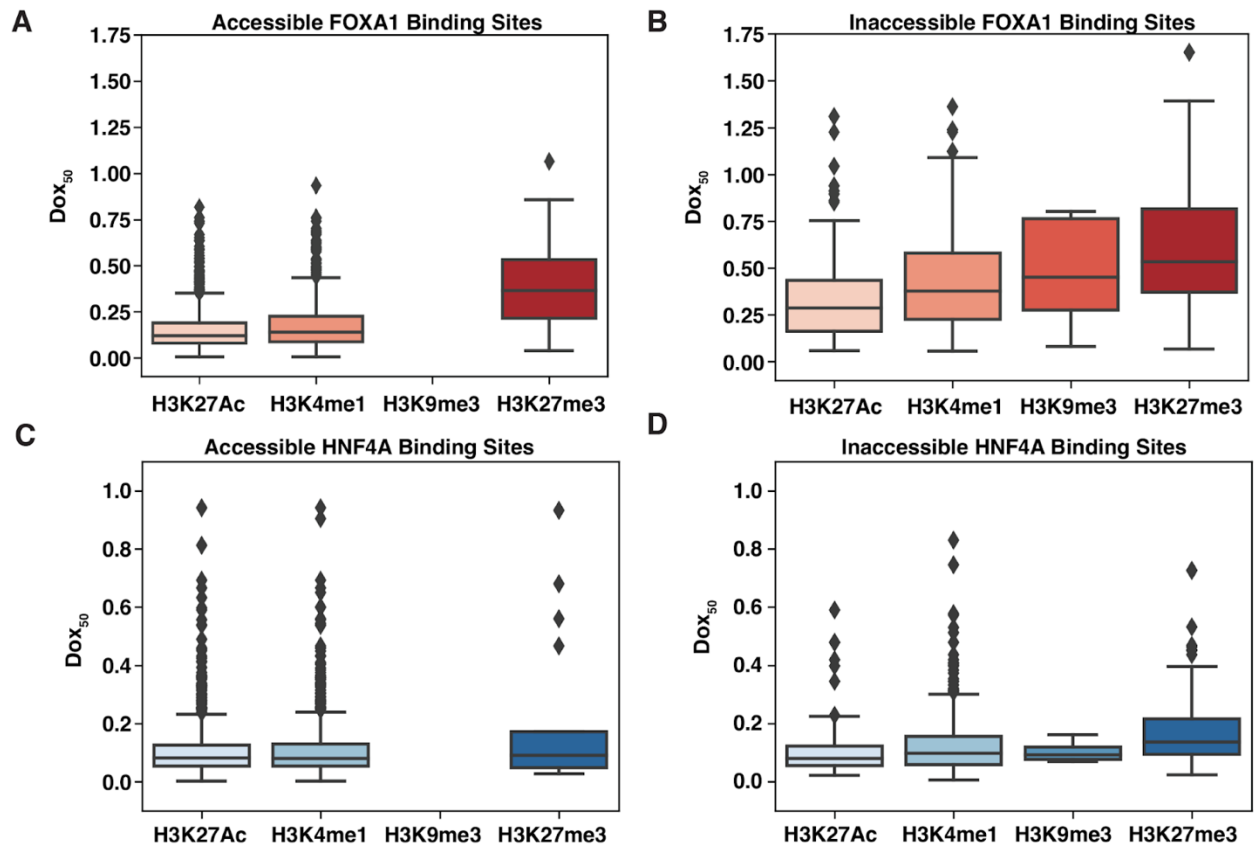 A
Accessible FOXA1 Binding Sites
1.75
1.50
1.25
1.00
0.75
0.50
0.25
0.00
Dox50
H3K27Ac H3K4me1 H3K9me3 H3K27me3
B
Inaccessible FOXA1 Binding Sites
1.75
1.50
1.25
1.00
0.75
0.50
0.25
0.00
Dox50
H3K27Ac H3K4me1 H3K9me3 H3K27me3
C
Accessible HNF4A Binding Sites
1.0
0.8
0.6
0.4
0.2
0.0
Dox50
H3K27Ac H3K4me1 H3K9me3 H3K27me3
D
Inaccessible HNF4A Binding Sites
1.0
0.8
0.6
0.4
0.2
0.0
Dox50
H3K27Ac H3K4me1 H3K9me3 H3K27me3